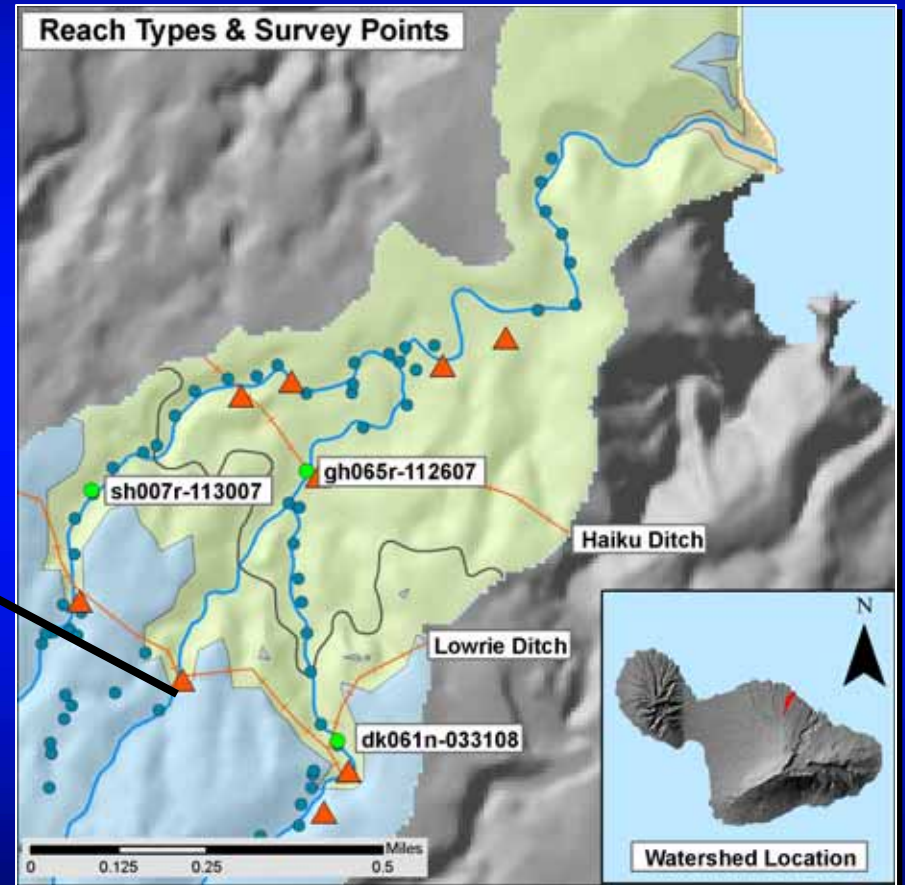 Reach Types & Survey Points
gh065r-112607
sh007r-113007
Haiku Ditch
N
Lowrie Ditch
dk061n-033108
Miles
0 0.125 0.25 0.5
Watershed Location